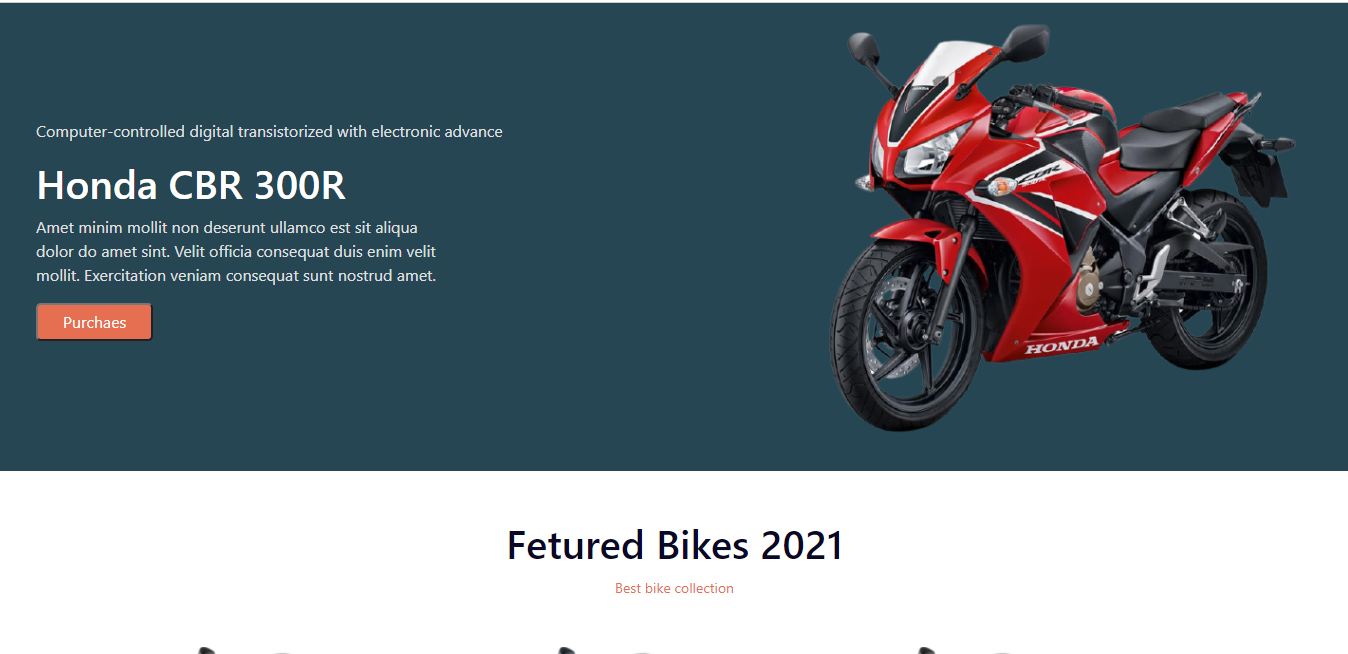 Computer-controlled digital transistorized with electronic advance
Honda CBR 300R
Amet minim mollit non deserunt ullamco est sit aliqua
dolor do amet sint. Velit officia consequat duis enim velit
mollit. Exercitation veniam consequat sunt nostrud amet.
Purchaes
CBR
HONDA
Fetured Bikes 2021
Best bike collection